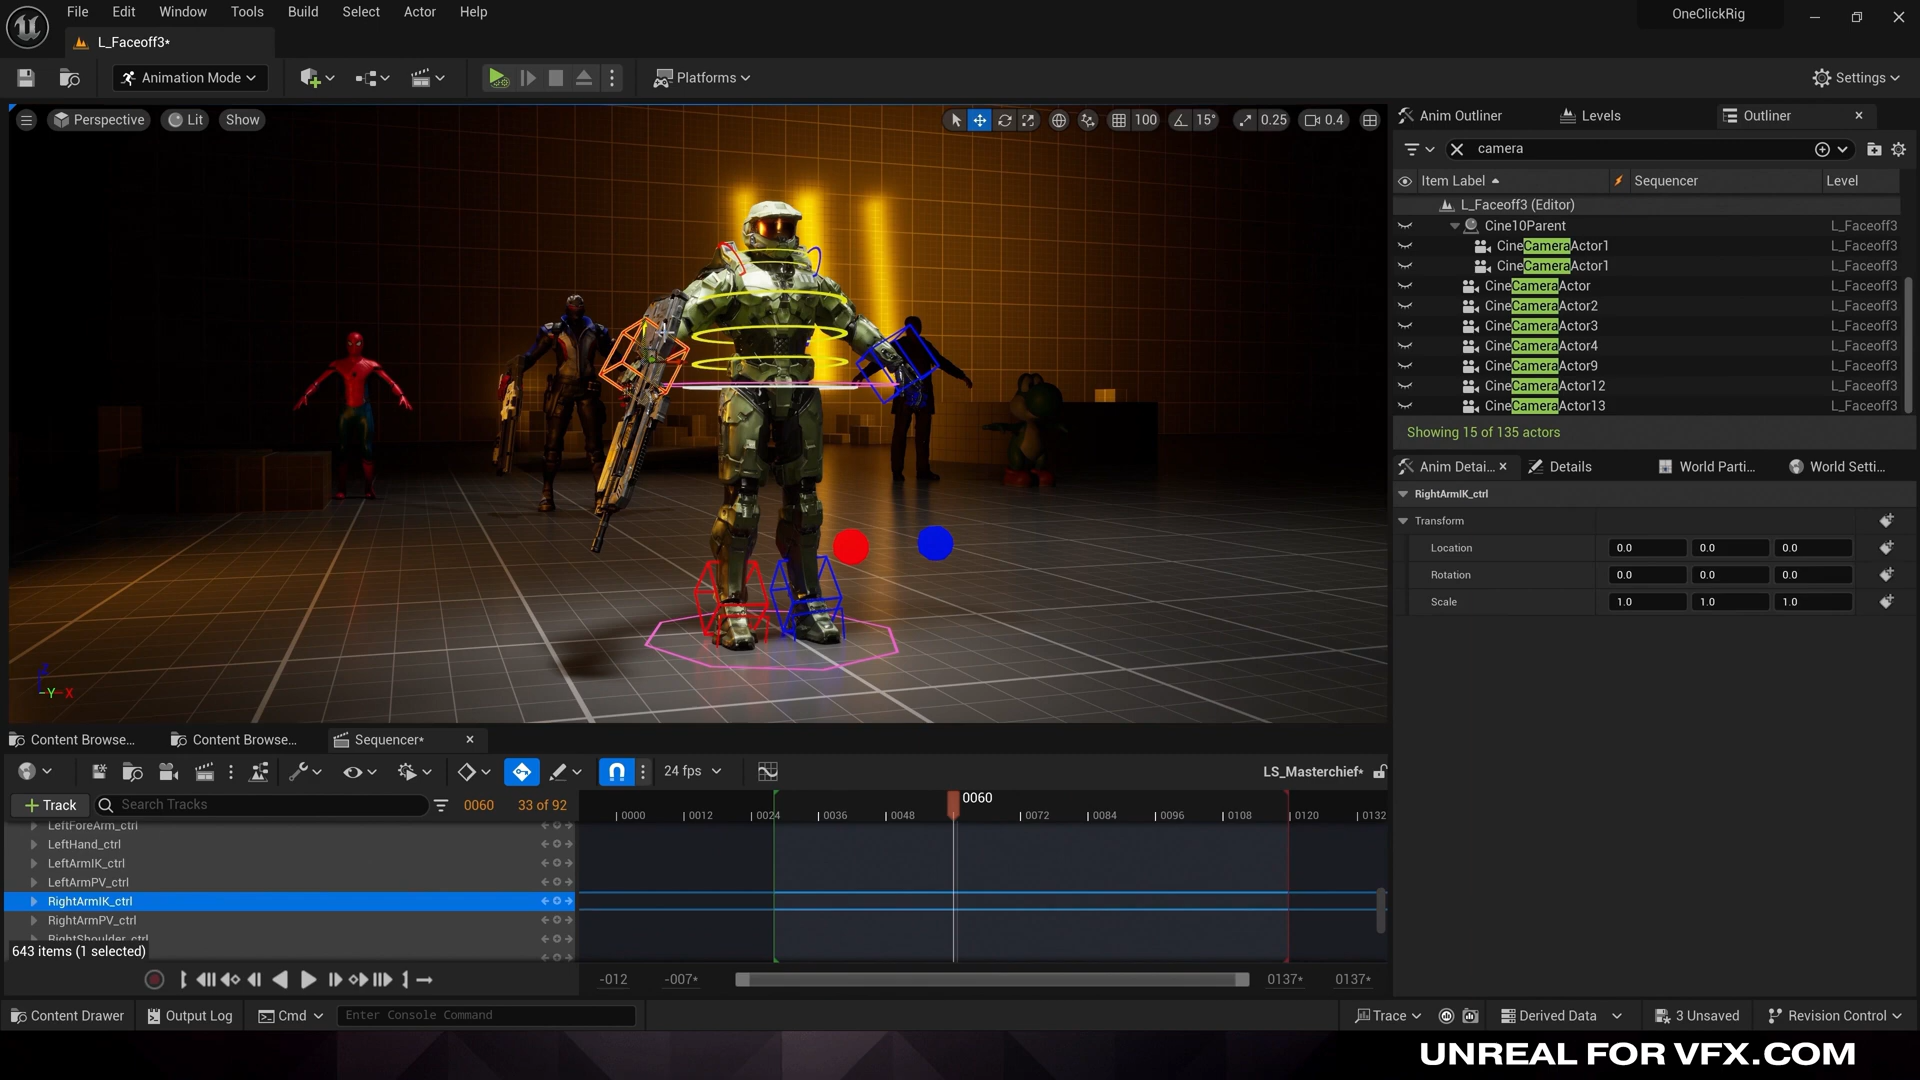 File Edit Window Tools Build Select Actor Help
OneClickRig
L_Faceoff3*
Animation Mode
Platforms
Settings
Perspective
Lit
Show
100
15°
0.25
0.4
Anim Outliner
Levels
Outliner
camera
Item Label
Sequencer
Level
L_Faceoff3 (Editor)
Cine10Parent L_Faceoff3
CineCameraActor1 L_Faceoff3
CineCameraActor1 L_Faceoff3
CineCameraActor L_Faceoff3
CineCameraActor2 L_Faceoff3
CineCameraActor3 L_Faceoff3
CineCameraActor4 L_Faceoff3
CineCameraActor9 L_Faceoff3
CineCameraActor12 L_Faceoff3
CineCameraActor13 L_Faceoff3
Showing 15 of 135 actors
Anim Detai...
Details
World Parti...
World Setti...
RightArmIK_ctrl
Transform
Location 0.0 0.0 0.0
Rotation 0.0 0.0 0.0
Scale 1.0 1.0 1.0
-Y-X
Content Browse...
Content Browse...
Sequencer*
24 fps
LS_Masterchief*
Track
Search Tracks
0060
33 of 92
0060
0000 0012 0024 0036 0048 0072 0084 0096 0108 0120 0132
LeftForeArm_ctrl
LeftHand_ctrl
LeftArmIK_ctrl
LeftArmPV_ctrl
RightArmIK_ctrl
RightArmPV_ctrl
RightShoulder_ctrl
643 items (1 selected)
-012
-007*
0137*
0137*
Content Drawer
Output Log
Cmd
Enter Console Command
Trace
Derived Data
3 Unsaved
Revision Control
UNREAL FOR VFX.COM